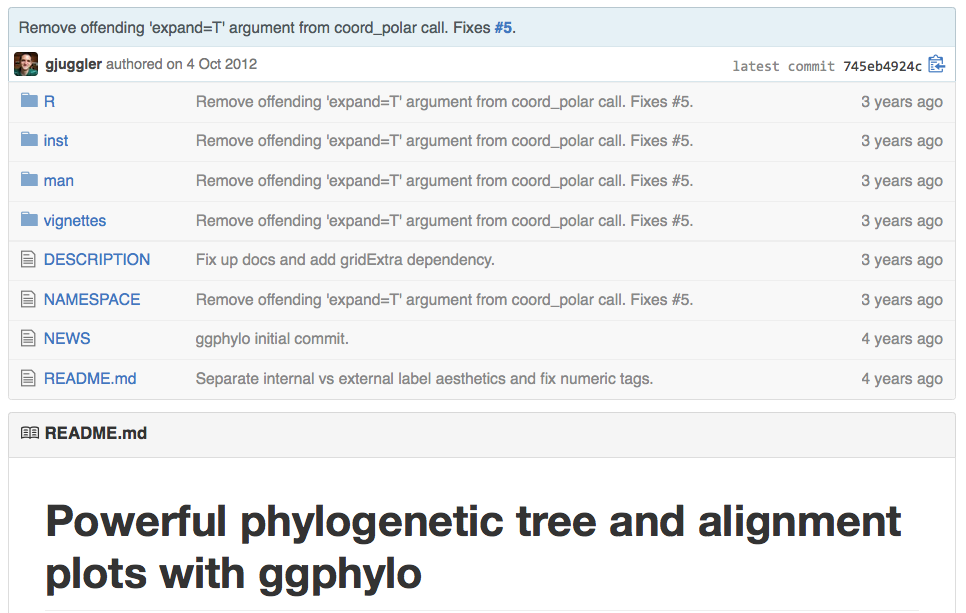 Remove offending 'expand=T' argument from coord_polar call. Fixes #5.
gjuggler authored on 4 Oct 2012 latest commit 745eb4924c
R Remove offending 'expand=T' argument from coord_polar call. Fixes #5. 3 years ago
inst Remove offending 'expand=T' argument from coord_polar call. Fixes #5. 3 years ago
man Remove offending 'expand=T' argument from coord_polar call. Fixes #5. 3 years ago
vignettes Remove offending 'expand=T' argument from coord_polar call. Fixes #5. 3 years ago
DESCRIPTION Fix up docs and add gridExtra dependency. 3 years ago
NAMESPACE Remove offending 'expand=T' argument from coord_polar call. Fixes #5. 3 years ago
NEWS ggphylo initial commit. 4 years ago
README.md Separate internal vs external label aesthetics and fix numeric tags. 4 years ago
README.md
Powerful phylogenetic tree and alignment
plots with ggphylo